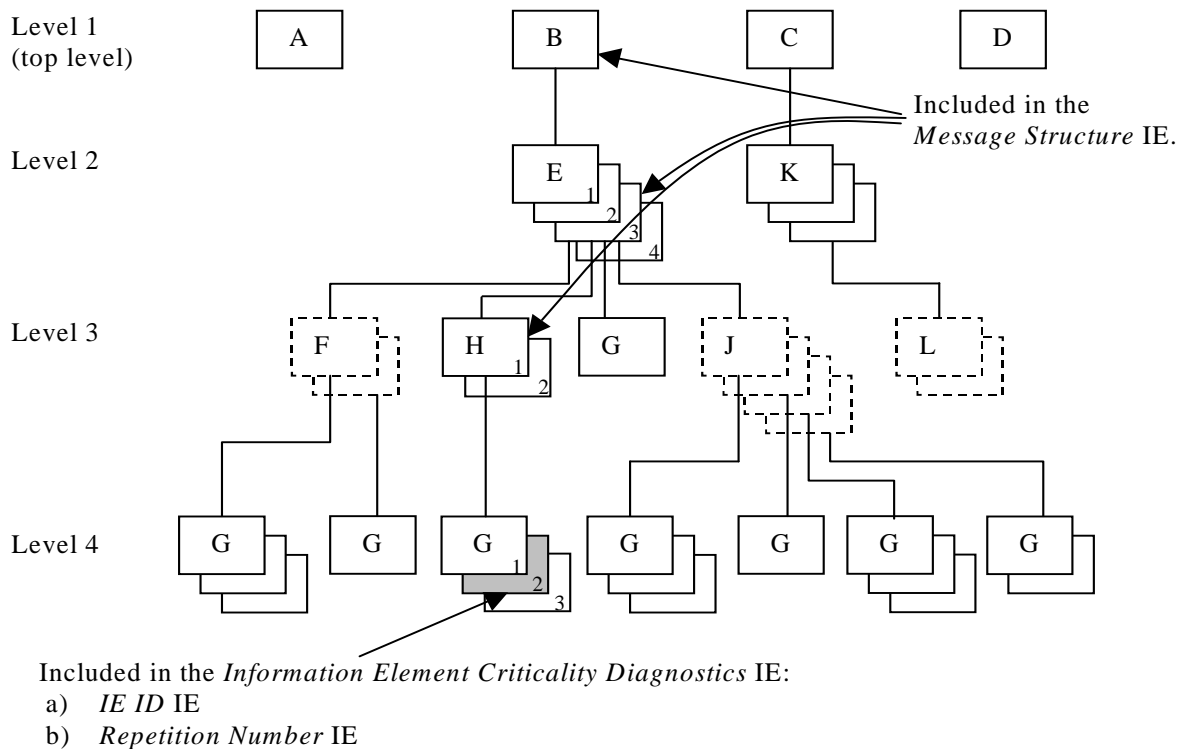 Level 1
(top level)
A
B
C
D
Included in the
Message Structure IE.
Level 2
E
1
2
3
4
K
Level 3
F
H
1
2
G
J
L
Level 4
G
G
G
1
2
3
G
G
G
G
Included in the Information Element Criticality Diagnostics IE:
a) IE ID IE
b) Repetition Number IE